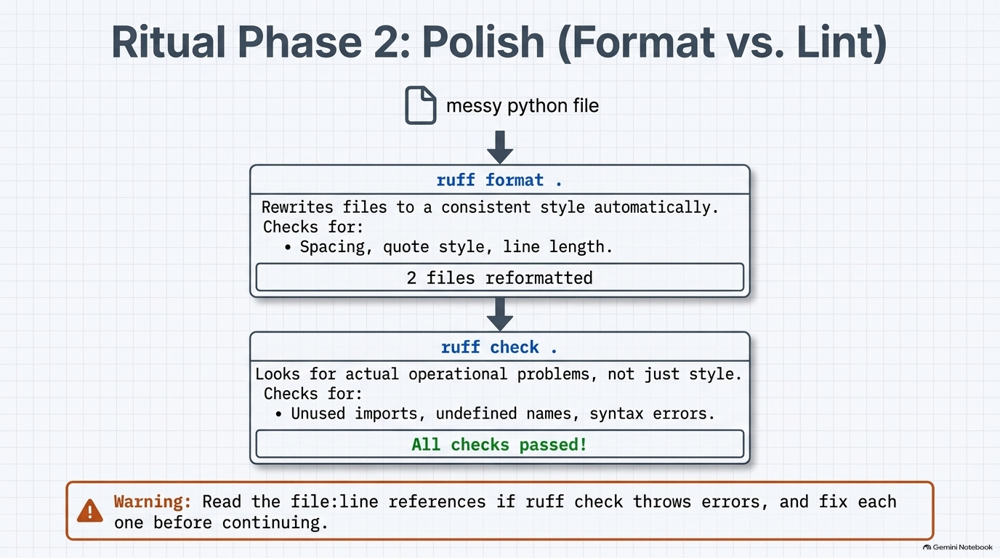 Ritual Phase 2: Polish (Format vs. Lint)
messy python file
ruff format .
Rewrites files to a consistent style automatically.
Checks for:
• Spacing, quote style, line length.
2 files reformatted
ruff check .
Looks for actual operational problems, not just style.
Checks for:
• Unused imports, undefined names, syntax errors.
All checks passed!
Warning: Read the file:line references if ruff check throws errors, and fix each
one before continuing.
Gemini Notebook